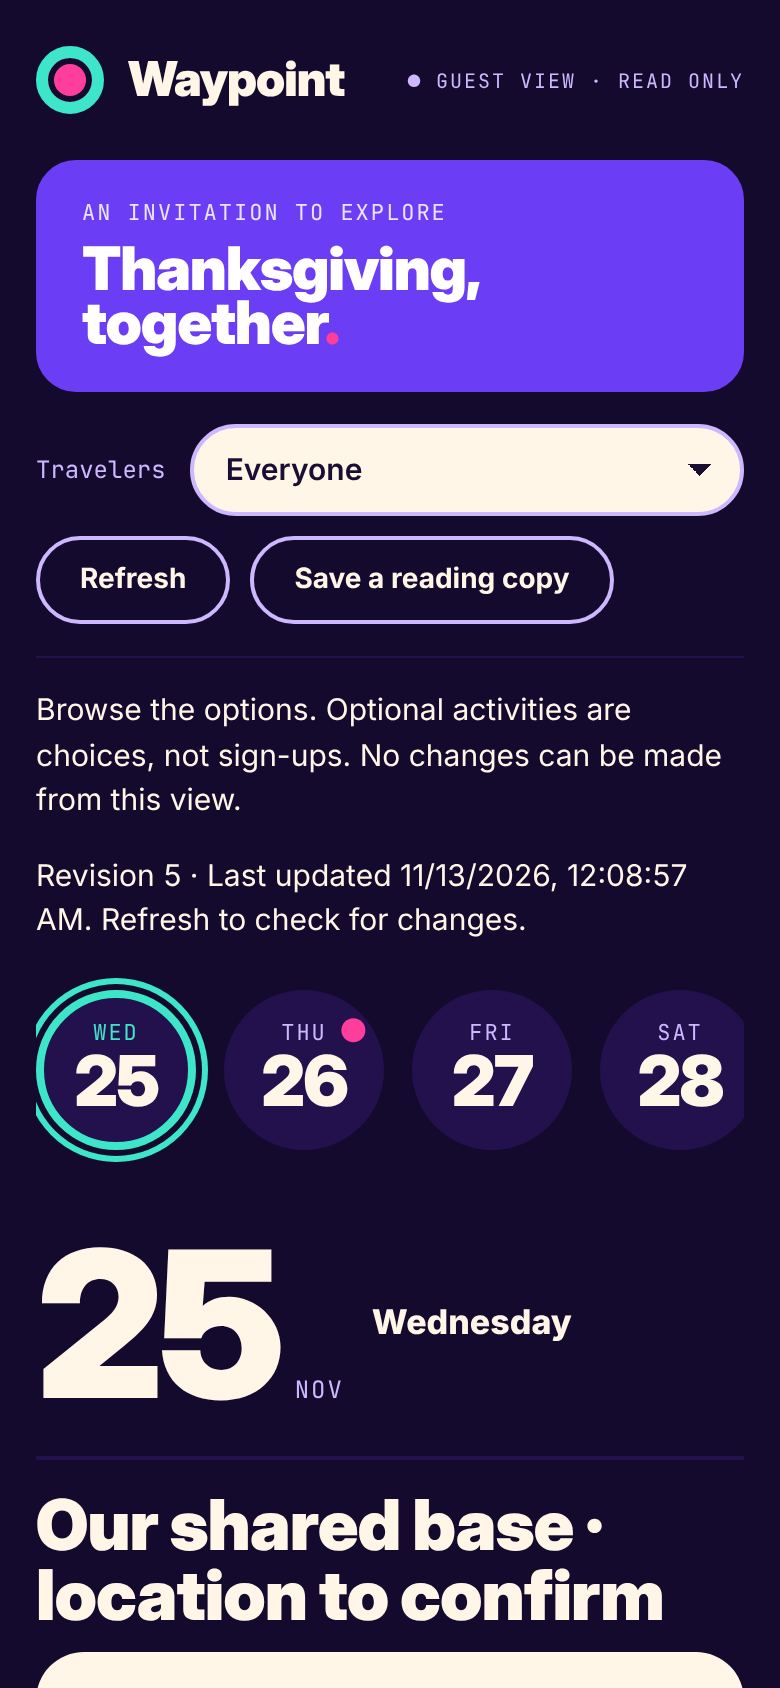 Waypoint
GUEST VIEW · READ ONLY
AN INVITATION TO EXPLORE
Thanksgiving,
together.
Travelers
Everyone
Refresh
Save a reading copy
Browse the options. Optional activities are
choices, not sign-ups. No changes can be made
from this view.
Revision 5 · Last updated 11/13/2026, 12:08:57
AM. Refresh to check for changes.
WED
25
THU
26
FRI
27
SAT
28
25
NOV
Wednesday
Our shared base ·
location to confirm